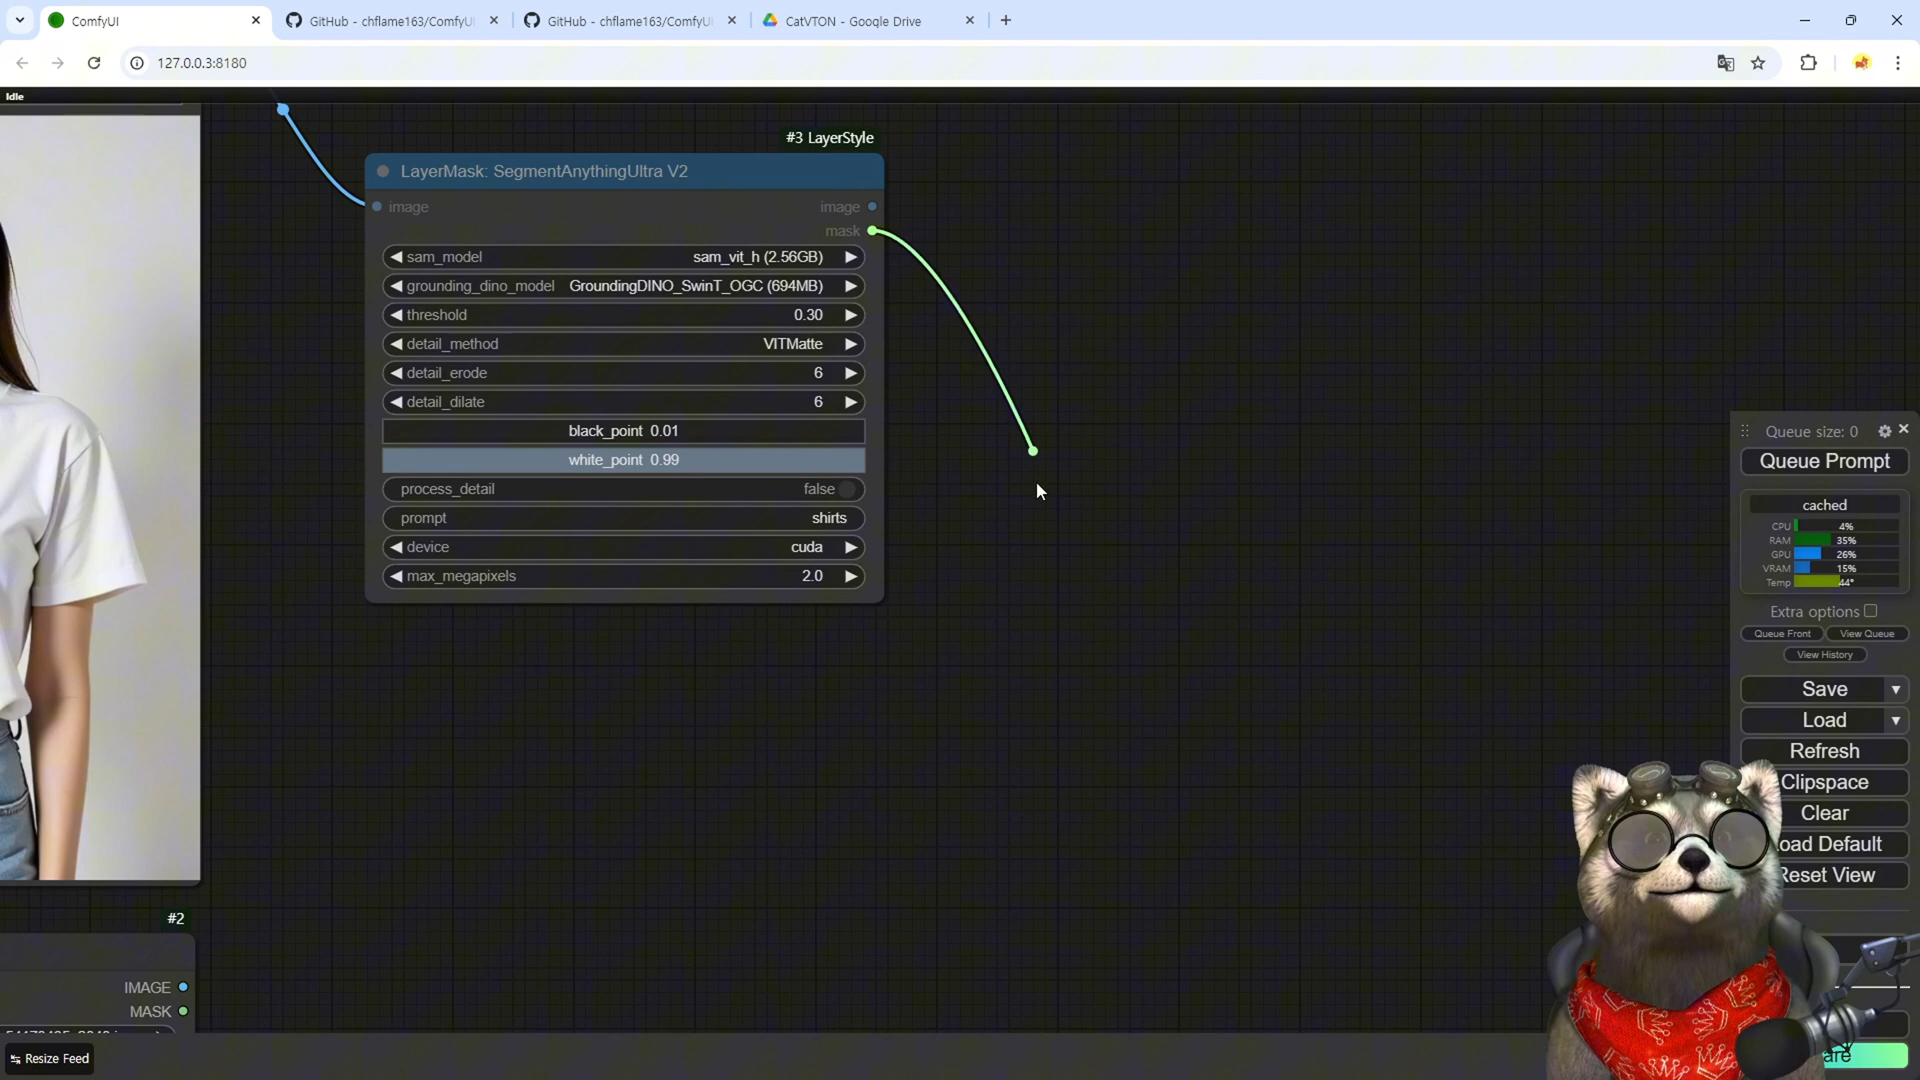 ComfyUI
GitHub - chflame163/ComfyUI
GitHub - chflame163/ComfyUI
CatVTON - Google Drive
127.0.0.3:8180
Idle
#3 LayerStyle
LayerMask: SegmentAnythingUltra V2
image
image
mask
sam_model sam_vit_h (2.56GB)
grounding_dino_model GroundingDINO_SwinT_OGC (694MB)
threshold 0.30
detail_method VITMatte
detail_erode 6
detail_dilate 6
black_point 0.01
white_point 0.99
process_detail false
prompt shirts
device cuda
max_megapixels 2.0
Queue size: 0
Queue Prompt
cached
CPU 4%
RAM 35%
GPU 26%
VRAM 15%
Temp 44°
Extra options
Queue Front View Queue
View History
Save
Load
Refresh
Clipspace
Clear
oad Default
Reset View
#2
IMAGE
MASK
Resize Feed
are